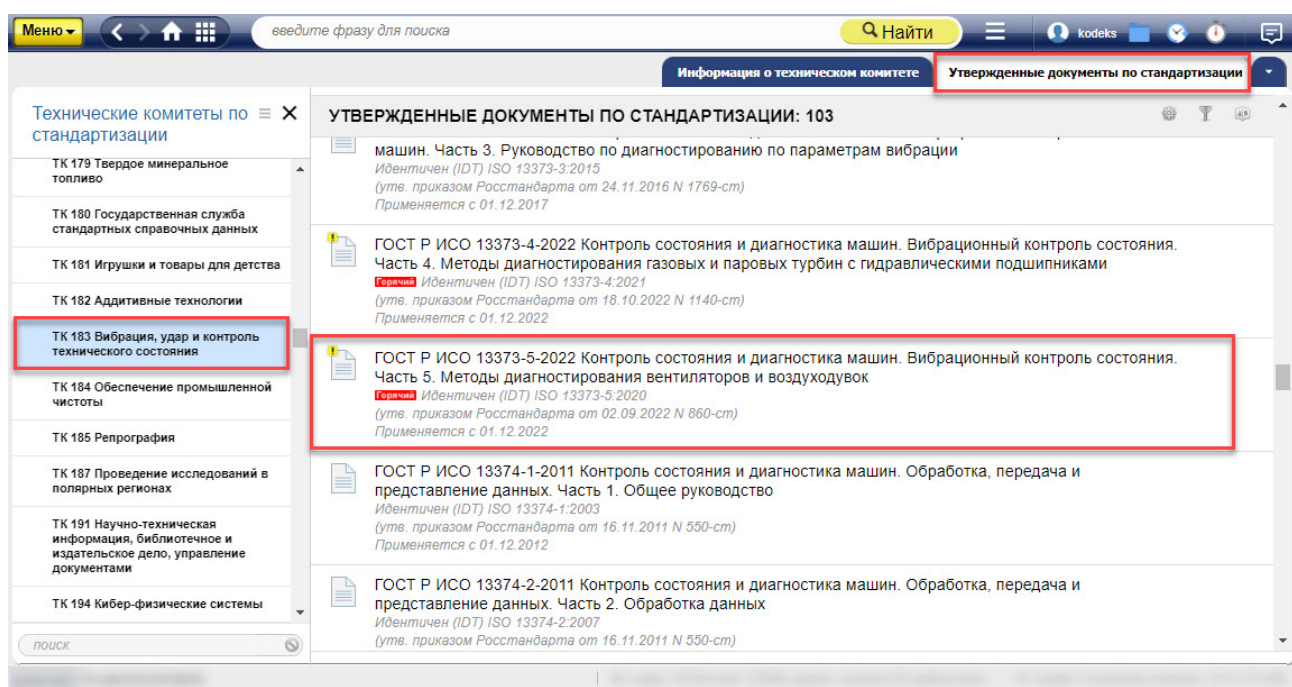 Меню
введите фразу для поиска
Найти
kodeks
Информация о техническом комитете
Утвержденные документы по стандартизации
Технические комитеты по
стандартизации
ТК 179 Твердое минеральное
топливо
ТК 180 Государственная служба
стандартных справочных данных
ТК 181 Игрушки и товары для детства
ТК 182 Аддитивные технологии
ТК 183 Вибрация, удар и контроль
технического состояния
ТК 184 Обеспечение промышленной
чистоты
ТК 185 Репрография
ТК 187 Проведение исследований в
полярных регионах
ТК 191 Научно-техническая
информация, библиотечное и
издательское дело, управление
документами
ТК 194 Кибер-физические системы
поиск
УТВЕРЖДЕННЫЕ ДОКУМЕНТЫ ПО СТАНДАРТИЗАЦИИ: 103
машин. Часть 3. Руководство по диагностированию по параметрам вибрации
Идентичен (IDT) ISO 13373-3:2015
(утв. приказом Росстандарта от 24.11.2016 N 1769-ст)
Применяется с 01.12.2017
ГОСТ Р ИСО 13373-4-2022 Контроль состояния и диагностика машин. Вибрационный контроль состояния.
Часть 4. Методы диагностирования газовых и паровых турбин с гидравлическими подшипниками
Горячий Идентичен (IDT) ISO 13373-4:2021
(утв. приказом Росстандарта от 18.10.2022 N 1140-ст)
Применяется с 01.12.2022
ГОСТ Р ИСО 13373-5-2022 Контроль состояния и диагностика машин. Вибрационный контроль состояния.
Часть 5. Методы диагностирования вентиляторов и воздуходувок
Горячий Идентичен (IDT) ISO 13373-5:2020
(утв. приказом Росстандарта от 02.09.2022 N 860-ст)
Применяется с 01.12.2022
ГОСТ Р ИСО 13374-1-2011 Контроль состояния и диагностика машин. Обработка, передача и
представление данных. Часть 1. Общее руководство
Идентичен (IDT) ISO 13374-1:2003
(утв. приказом Росстандарта от 16.11.2011 N 550-ст)
Применяется с 01.12.2012
ГОСТ Р ИСО 13374-2-2011 Контроль состояния и диагностика машин. Обработка, передача и
представление данных. Часть 2. Обработка данных
Идентичен (IDT) ISO 13374-2:2007
(утв. приказом Росстандарта от 16.11.2011 N 550-ст)